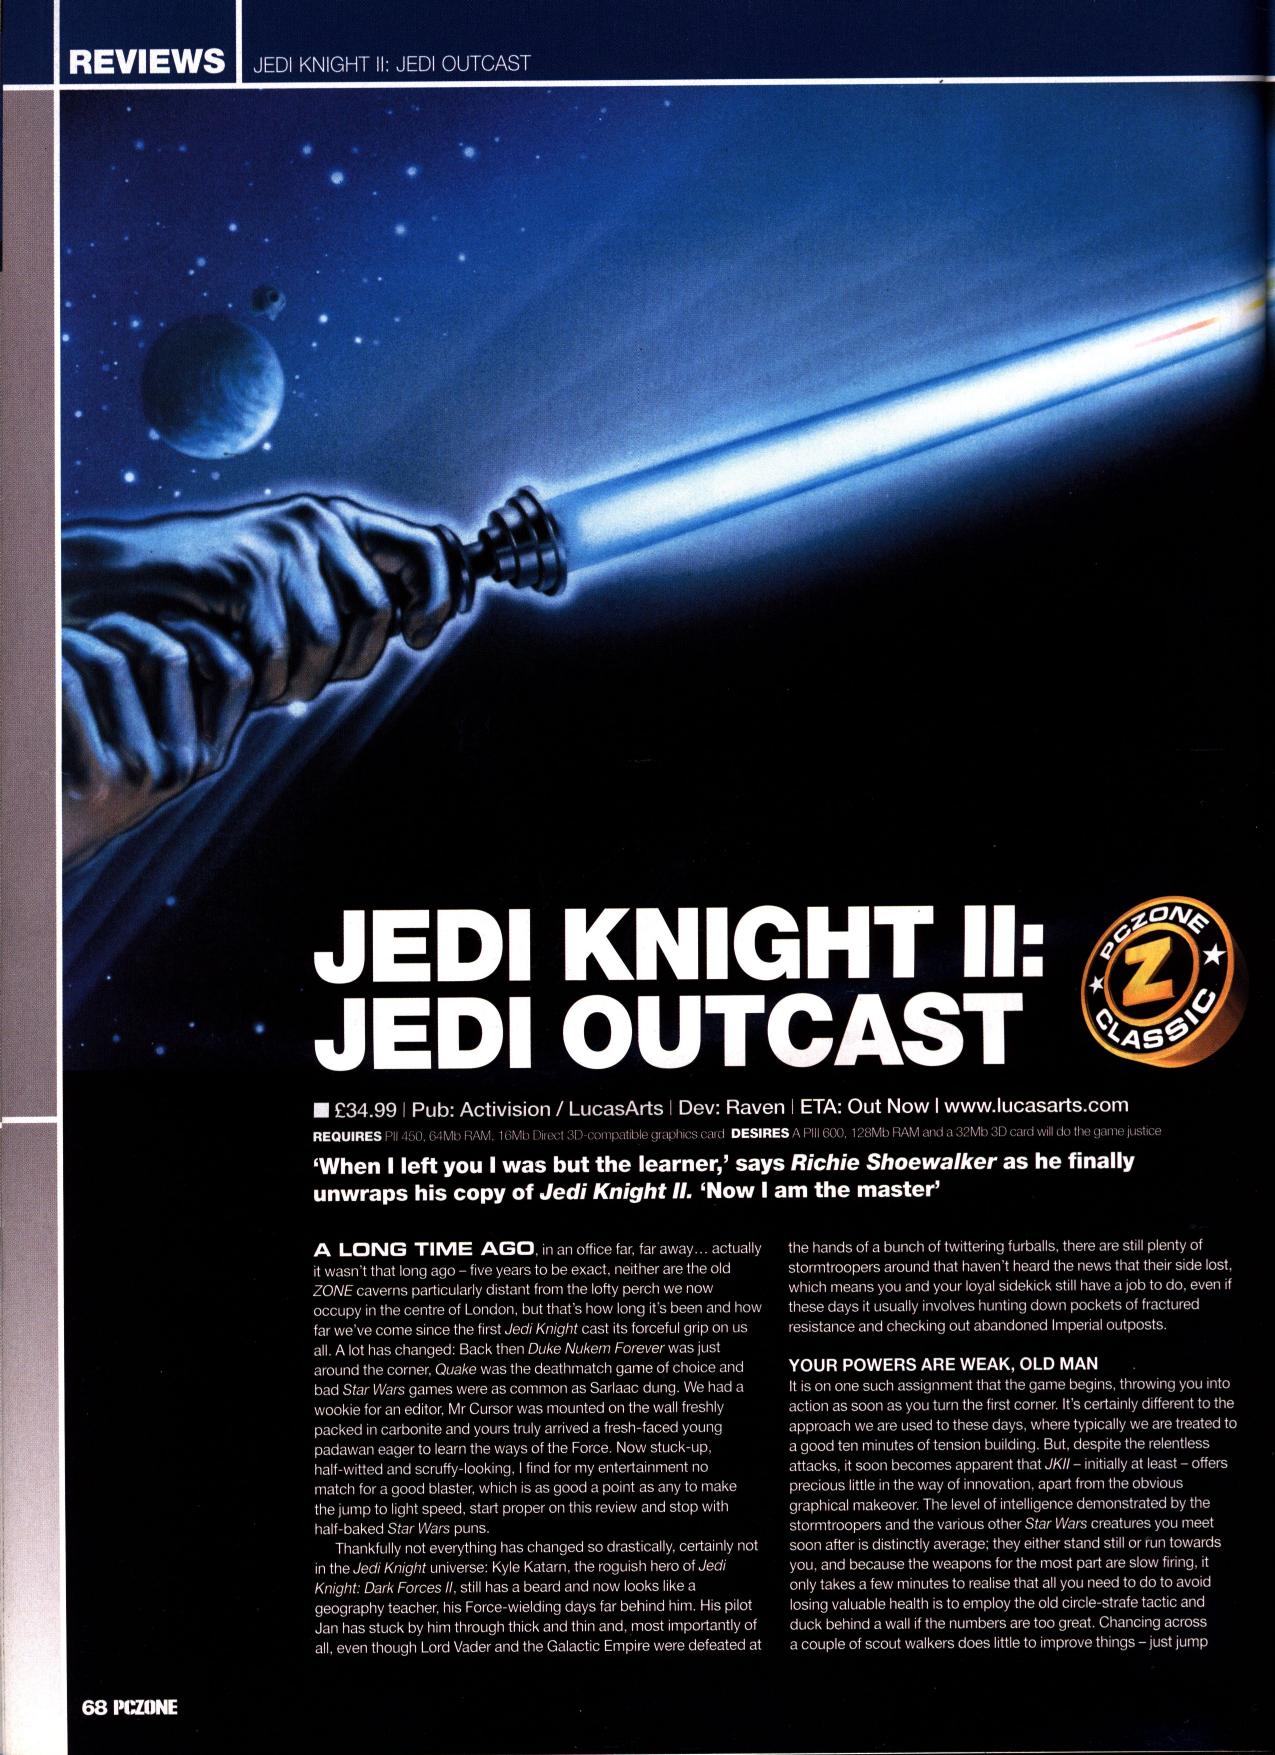 REVIEWS
JEDI KNIGHT II: JEDI OUTCAST
JEDI KNIGHT II:
JEDI OUTCAST
PCZONE
Z
CLASSIC
£34.99 | Pub: Activision / LucasArts | Dev: Raven | ETA: Out Now | www.lucasarts.com
REQUIRES PII 450, 64Mb RAM, 16Mb Direct 3D-compatible graphics card DESIRES A PIII 600, 128Mb RAM and a 32Mb 3D card will do the game justice
‘When I left you I was but the learner,’ says Richie Shoewalker as he finally
unwraps his copy of Jedi Knight II. ‘Now I am the master’
A LONG TIME AGO, in an office far, far away... actually
it wasn't that long ago – five years to be exact, neither are the old
ZONE caverns particularly distant from the lofty perch we now
occupy in the centre of London, but that's how long it's been and how
far we've come since the first Jedi Knight cast its forceful grip on us
all. A lot has changed: Back then Duke Nukem Forever was just
around the corner, Quake was the deathmatch game of choice and
bad Star Wars games were as common as Sarlaac dung. We had a
wookie for an editor, Mr Cursor was mounted on the wall freshly
packed in carbonite and yours truly arrived a fresh-faced young
padawan eager to learn the ways of the Force. Now stuck-up,
half-witted and scruffy-looking, I find for my entertainment no
match for a good blaster, which is as good a point as any to make
the jump to light speed, start proper on this review and stop with
half-baked Star Wars puns.
Thankfully not everything has changed so drastically, certainly not
in the Jedi Knight universe: Kyle Katarn, the roguish hero of Jedi
Knight: Dark Forces II, still has a beard and now looks like a
geography teacher, his Force-wielding days far behind him. His pilot
Jan has stuck by him through thick and thin and, most importantly of
all, even though Lord Vader and the Galactic Empire were defeated at
the hands of a bunch of twittering furballs, there are still plenty of
stormtroopers around that haven't heard the news that their side lost,
which means you and your loyal sidekick still have a job to do, even if
these days it usually involves hunting down pockets of fractured
resistance and checking out abandoned Imperial outposts.
YOUR POWERS ARE WEAK, OLD MAN
It is on one such assignment that the game begins, throwing you into
action as soon as you turn the first corner. It's certainly different to the
approach we are used to these days, where typically we are treated to
a good ten minutes of tension building. But, despite the relentless
attacks, it soon becomes apparent that JKII – initially at least – offers
precious little in the way of innovation, apart from the obvious
graphical makeover. The level of intelligence demonstrated by the
stormtroopers and the various other Star Wars creatures you meet
soon after is distinctly average; they either stand still or run towards
you, and because the weapons for the most part are slow firing, it
only takes a few minutes to realise that all you need to do to avoid
losing valuable health is to employ the old circle-strafe tactic and
duck behind a wall if the numbers are too great. Chancing across
a couple of scout walkers does little to improve things – just jump
68 PCZONE